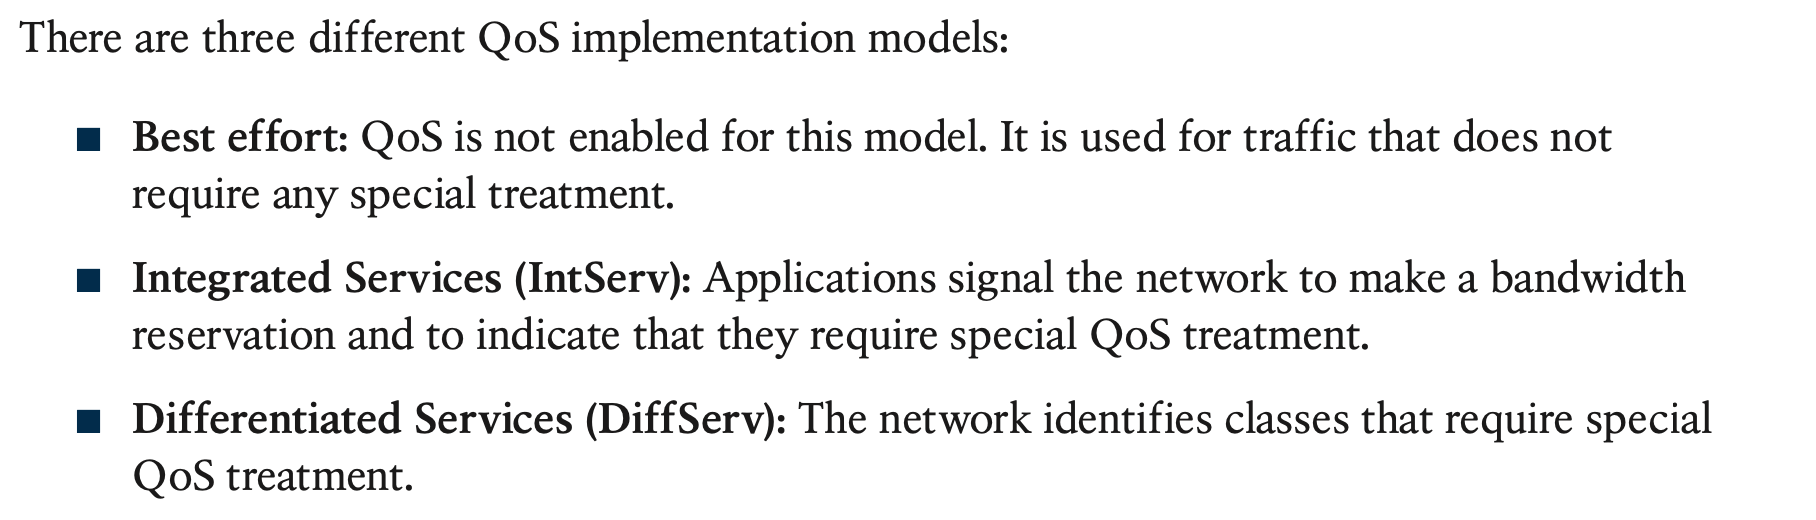 There are three different QoS implementation models:
■ Best effort: QoS is not enabled for this model. It is used for traffic that does not
require any special treatment.
■ Integrated Services (IntServ): Applications signal the network to make a bandwidth
reservation and to indicate that they require special QoS treatment.
■ Differentiated Services (DiffServ): The network identifies classes that require special
QoS treatment.